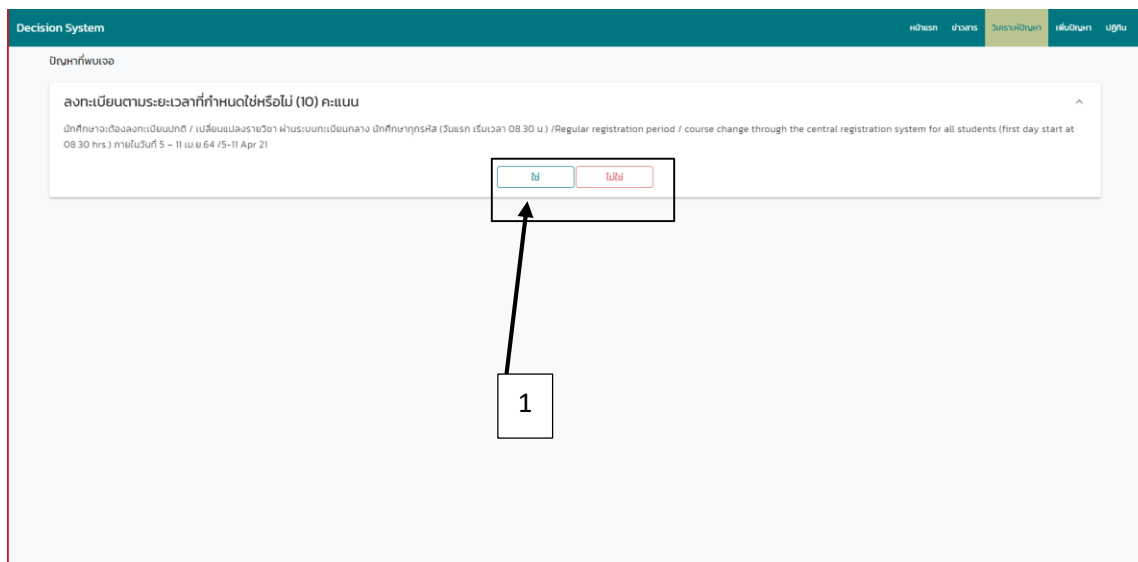 Decision System
หน้าแรก ข่าวสาร วิเคราะห์ปัญหา เพิ่มปัญหา ปฏิทิน
ปัญหาที่พบเจอ
ลงทะเบียนตามระยะเวลาที่กำหนดใช่หรือไม่ (10) คะแนน
นักศึกษาจะต้องลงทะเบียนปกติ / เปลี่ยนแปลงรายวิชา ผ่านระบบทะเบียนกลาง นักศึกษาทุกรหัส (วันแรก เริ่มเวลา 08.30 น.) /Regular registration period / course change through the central registration system for all students (first day start at
08.30 hrs.) ภายในวันที่ 5 – 11 เม.ย.64 /5-11 Apr 21
ใช่ ไม่ใช่
1